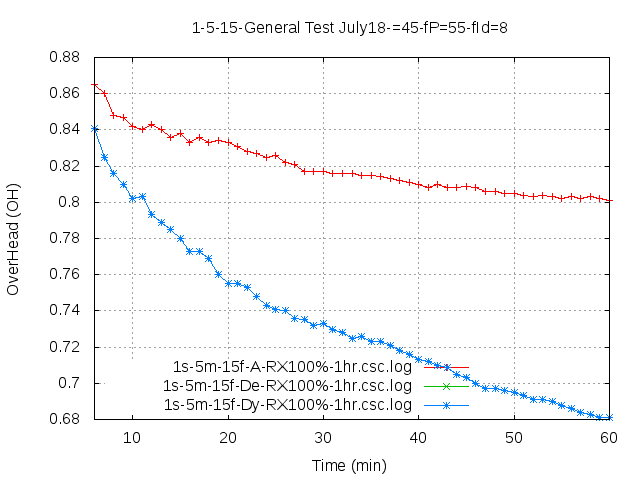 1-5-15-General Test July18-=45-fP=55-fId=8
0.88
0.86
0.84
0.82
0.8
0.78
0.76
0.74
0.72
0.7
0.68
OverHead (OH)
1s-5m-15f-A-RX100%-1hr.csc.log
1s-5m-15f-De-RX100%-1hr.csc.log
1s-5m-15f-Dy-RX100%-1hr.csc.log
10 20 30 40 50 60
Time (min)